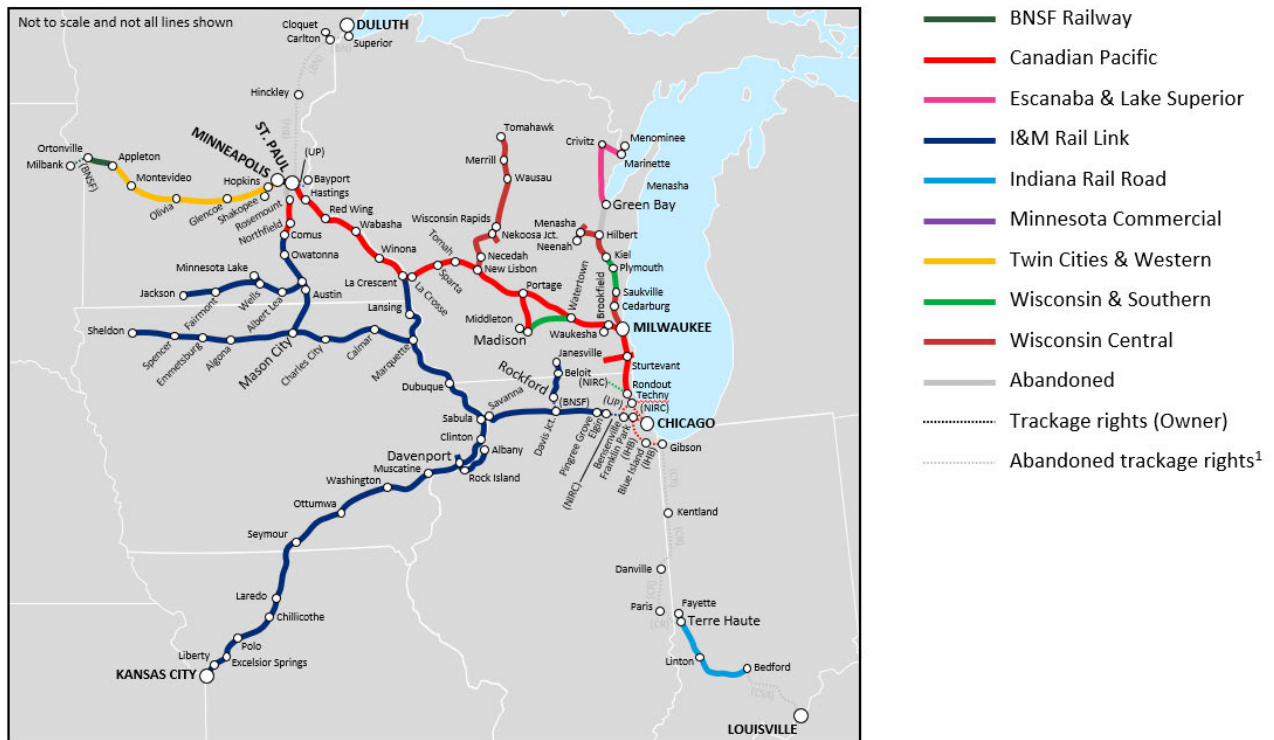 Not to scale and not all lines shown
Cloquet
Carlton
DULUTH
Superior
(BN)
(BN)
Hinckley
(BN)
ST. PAUL
MINNEAPOLIS
(UP)
Ortonville
Milbank
(BNSF)
Appleton
Montevideo
Olivia
Glencoe
Hopkins
Shakopee
Rosemount
Northfield
Bayport
Hastings
Red Wing
Wabasha
Winona
Comus
Owatonna
La Crescent
La Crosse
Sparta
Tomah
Tomahawk
Merrill
Wausau
Wisconsin Rapids
Nekoosa Jct.
Necedah
New Lisbon
Crivitz
Menominee
Marinette
Menasha
Green Bay
Menasha
Neenah
Hilbert
Kiel
Plymouth
Saukville
Cedarburg
Minnesota Lake
Jackson
Fairmont
Wells
Albert Lea
Austin
Sheldon
Spencer
Emmetsburg
Algona
Mason City
Charles City
Calmar
Lansing
Marquette
Portage
Watertown
Brookfield
Middleton
Madison
Waukesha
MILWAUKEE
Janesville
Beloit
Rockford
(NIRC)
Sturtevant
Rondout
Techny
(NIRC)
(UP)
CHICAGO
Dubuque
Savanna
Sabula
Clinton
Albany
Davenport
Muscatine
Rock Island
Davis Jct.
(BNSF)
Pingree Grove
Elgin
(NIRC)
Bensenville
Franklin Park
(IHB)
Blue Island
(IHB)
Gibson
Washington
Ottumwa
Seymour
Laredo
Chillicothe
Polo
Liberty
Excelsior Springs
KANSAS CITY
Kentland
Danville
Paris
(CR)
Fayette
Terre Haute
Linton
Bedford
(CSX)
LOUISVILLE
BNSF Railway
Canadian Pacific
Escanaba & Lake Superior
I&M Rail Link
Indiana Rail Road
Minnesota Commercial
Twin Cities & Western
Wisconsin & Southern
Wisconsin Central
Abandoned
Trackage rights (Owner)
Abandoned trackage rights¹